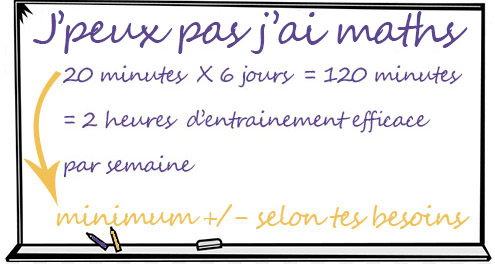 J'peux pas j'ai maths
20 minutes X 6 jours = 120 minutes
= 2 heures d'entrainement efficace
par semaine
minimum +/- selon tes besoins